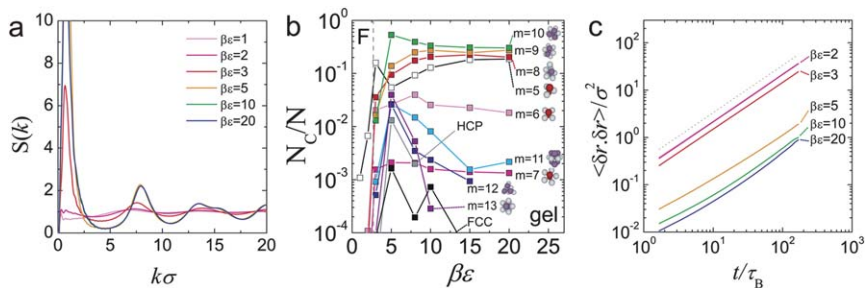 a
S(k)
10
8
6
4
2
0
0 5 10 15 20
kσ
βε=1
βε=2
βε=3
βε=5
βε=10
βε=20
b
N_C/N
10^0
10^-1
10^-2
10^-3
10^-4
0 5 10 15 20 25
βε
F
gel
m=10
m=9
m=8
m=5
m=6
HCP
m=11
m=7
m=12
m=13
FCC
c
<δr.δr>/σ^2
10^2
10^1
10^0
10^-1
10^-2
10^0 10^1 10^2 10^3
t/τ_B
βε=2
βε=3
βε=5
βε=10
βε=20